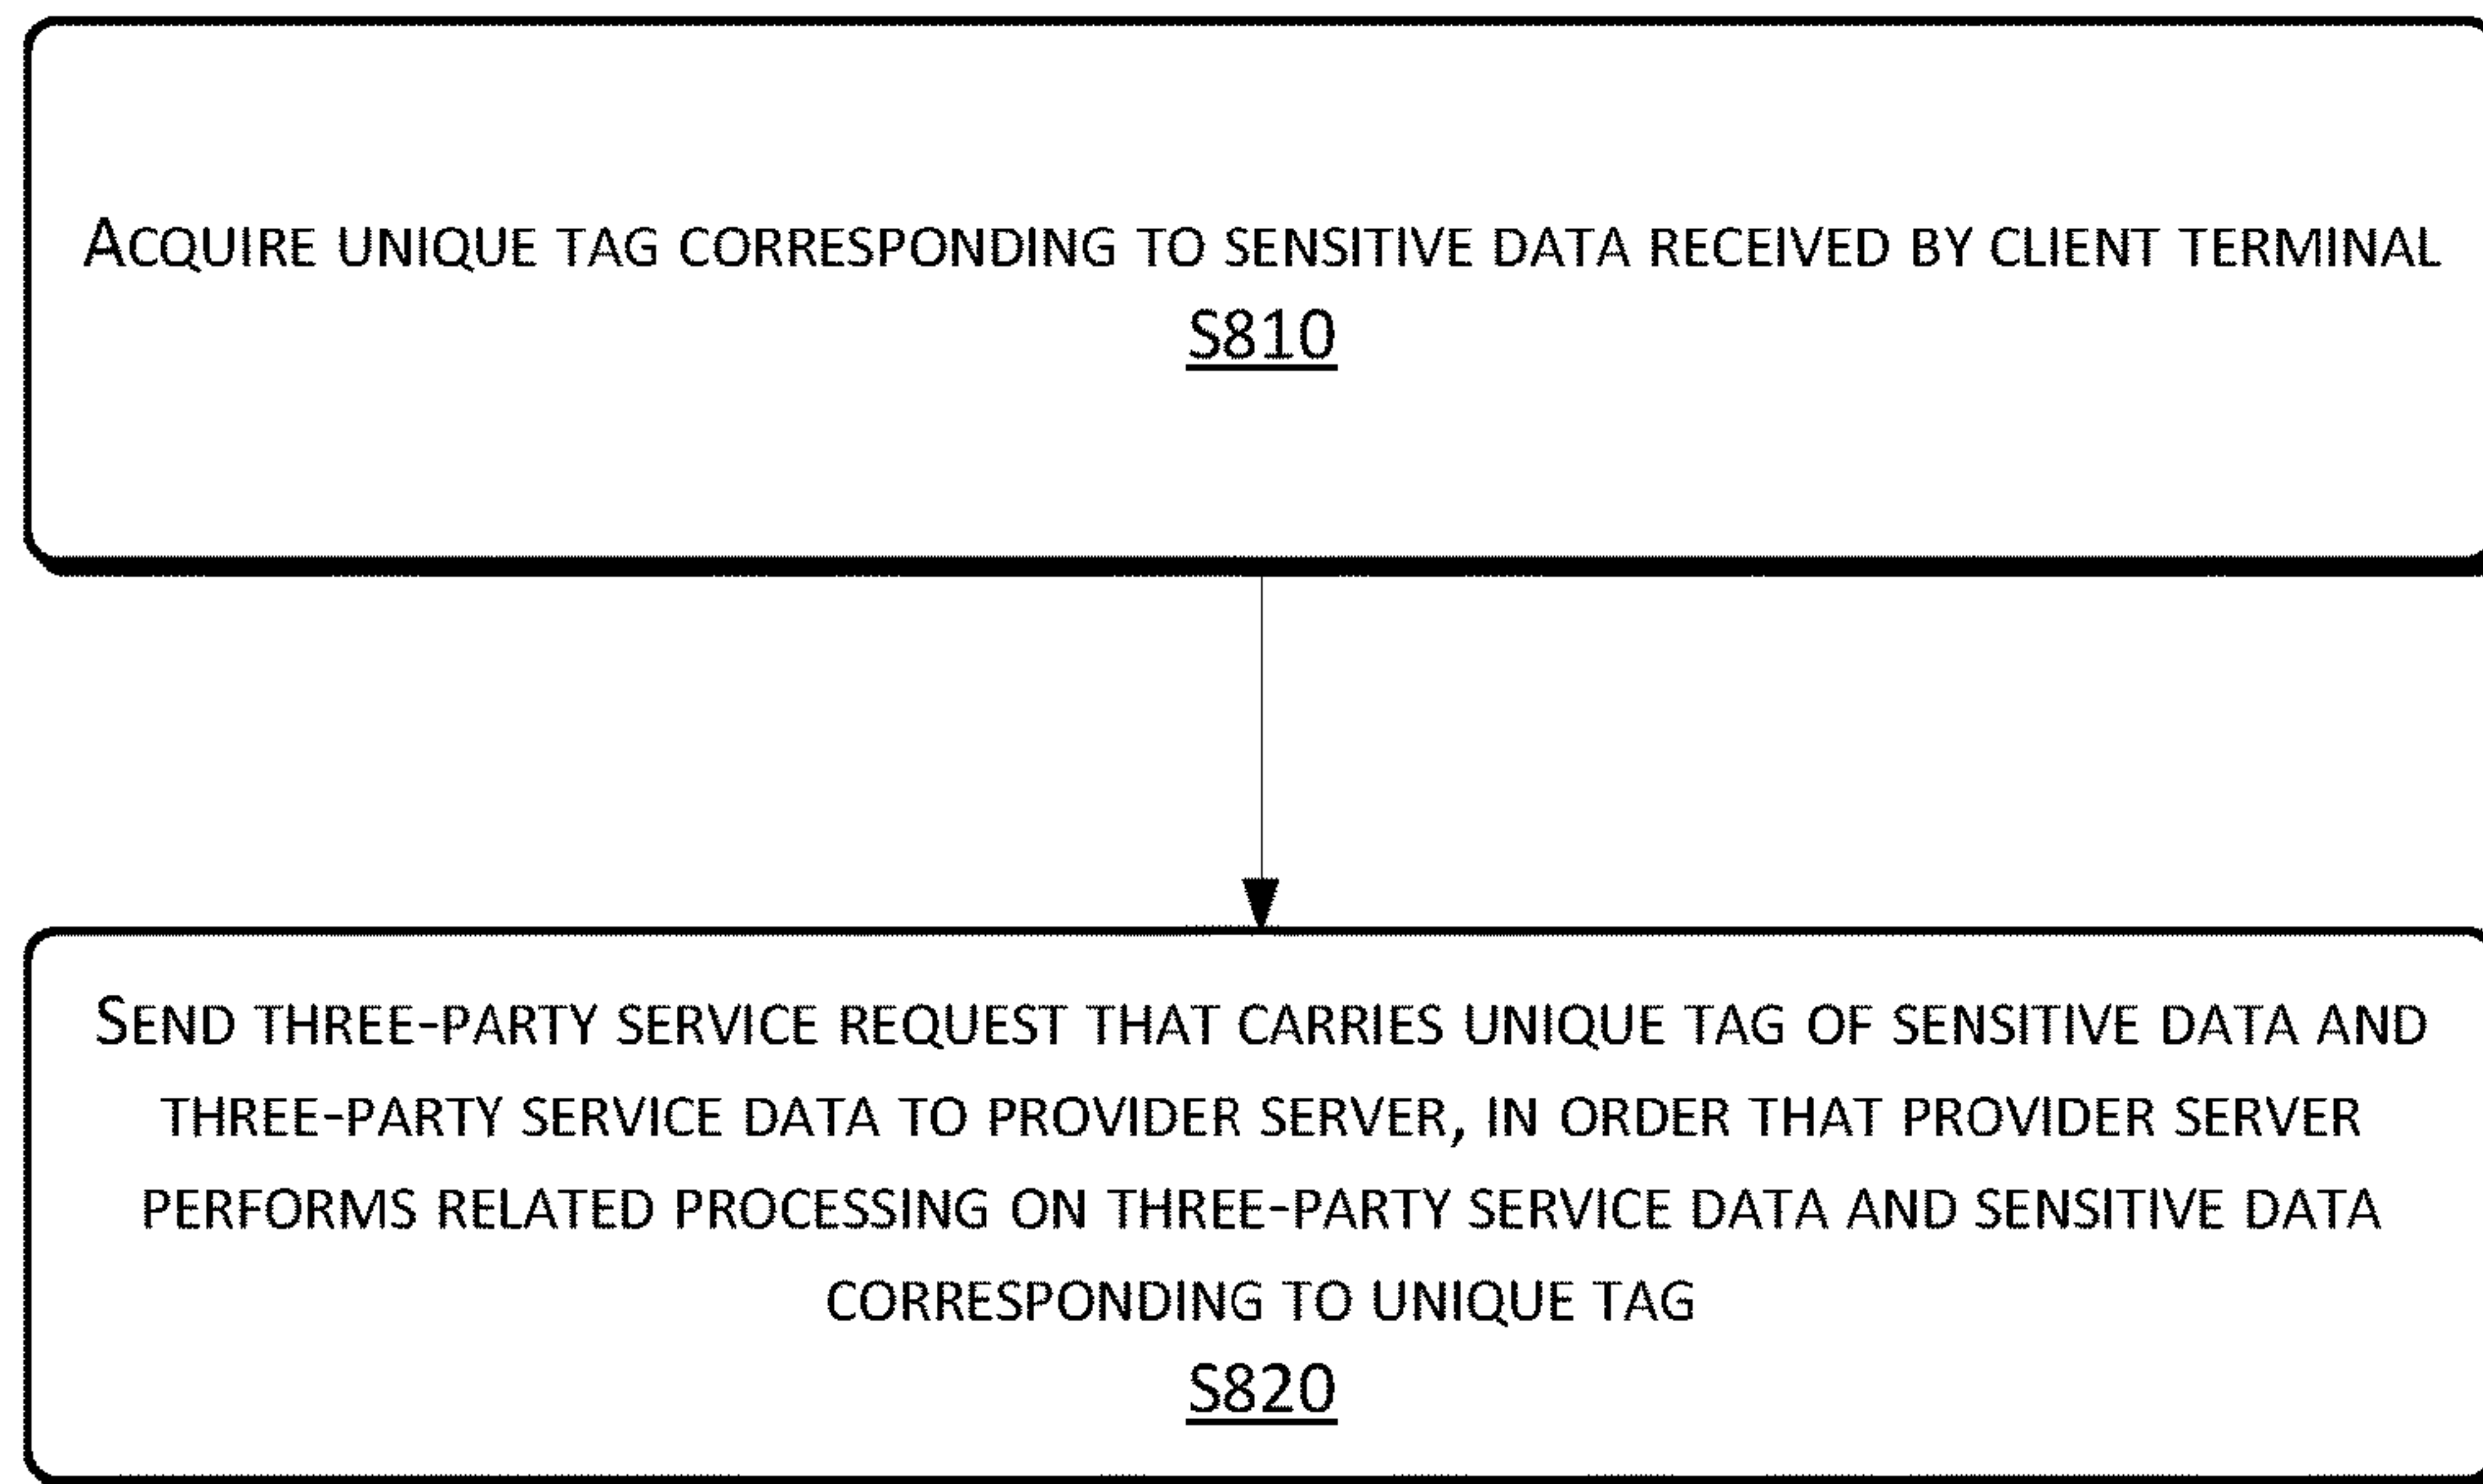 ACQUIRE UNIQUE TAG CORRESPONDING TO SENSITIVE DATA RECEIVED BY CLIENT TERMINAL
S810
SEND THREE-PARTY SERVICE REQUEST THAT CARRIES UNIQUE TAG OF SENSITIVE DATA AND
THREE-PARTY SERVICE DATA TO PROVIDER SERVER, IN ORDER THAT PROVIDER SERVER
PERFORMS RELATED PROCESSING ON THREE-PARTY SERVICE DATA AND SENSITIVE DATA
CORRESPONDING TO UNIQUE TAG
S820